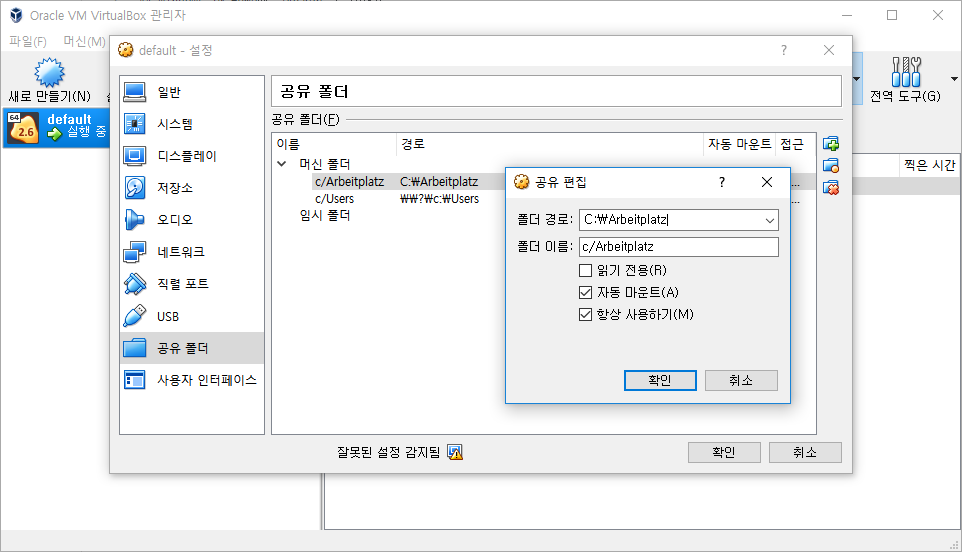 Oracle VM VirtualBox 관리자
파일(F) 머신(M)
새로 만들기(N)
전역 도구(G)
64
2.6
default
실행 중
찍은 시간
default - 설정
일반
시스템
디스플레이
저장소
오디오
네트워크
직렬 포트
USB
공유 폴더
사용자 인터페이스
공유 폴더
공유 폴더(F)
이름 경로 자동 마운트 접근
머신 폴더
c/Arbeitplatz C:₩Arbeitplatz ...
c/Users ₩₩?₩c:₩Users ...
임시 폴더
공유 편집
폴더 경로: C:₩Arbeitplatz
폴더 이름: c/Arbeitplatz
읽기 전용(R)
자동 마운트(A)
항상 사용하기(M)
확인 취소
잘못된 설정 감지됨
확인 취소